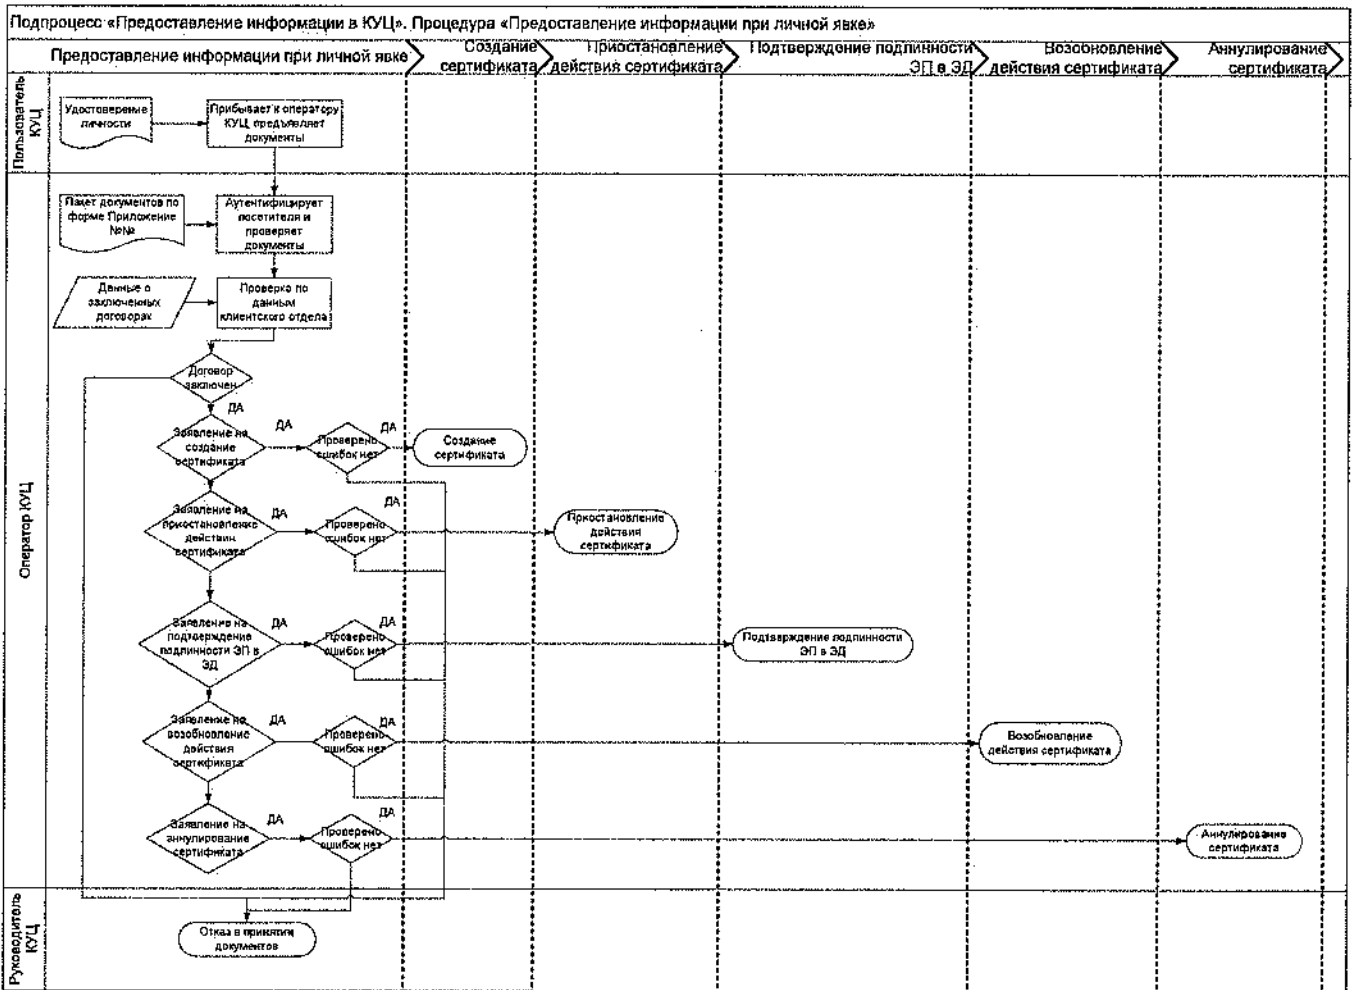 Подпроцесс «Предоставление информации в КУЦ». Процедура «Предоставление информации при личной явке»
Предоставление информации при личной явке
Создание
сертификата
Приостановление
действия сертификата
Подтверждение подлинности
ЭП в ЭД
Возобновление
действия сертификата
Аннулирование
сертификата
Пользователь
КУЦ
Удостоверение
личности
Прибывает к оператору
КУЦ, предъявляет
документы
Оператор КУЦ
Пакет документов по
форме Приложение
№№
Аутентифицирует
посетителя и
проверяет
документы
Данные о
заключенных
договорах
Проверка по
данным
клиентского отдела
Договор
заключен
ДА
Заявление на
создание
сертификата
ДА
Проверено
ошибок нет
ДА
Создание
сертификата
Заявление на
приостановление
действия
сертификата
ДА
Проверено
ошибок нет
ДА
Приостановление
действия
сертификата
Заявление на
подтверждение
подлинности ЭП в
ЭД
ДА
Проверено
ошибок нет
ДА
Подтверждение подлинности
ЭП в ЭД
Заявление на
возобновление
действия
сертификата
ДА
Проверено
ошибок нет
ДА
Возобновление
действия сертификата
Заявление на
аннулирование
сертификата
ДА
Проверено
ошибок нет
ДА
Аннулирование
сертификата
Руководитель
КУЦ
Отказ в принятии
документов